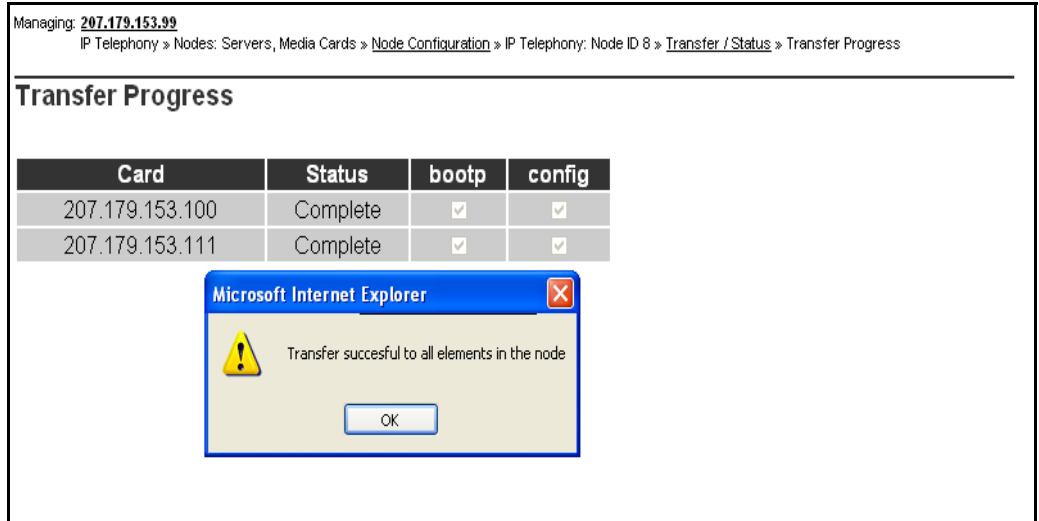 Managing: 207.179.153.99
IP Telephony » Nodes: Servers, Media Cards » Node Configuration » IP Telephony: Node ID 8 » Transfer / Status » Transfer Progress
Transfer Progress
Card Status bootp config
207.179.153.100 Complete
207.179.153.111 Complete
Microsoft Internet Explorer
Transfer succesful to all elements in the node
OK